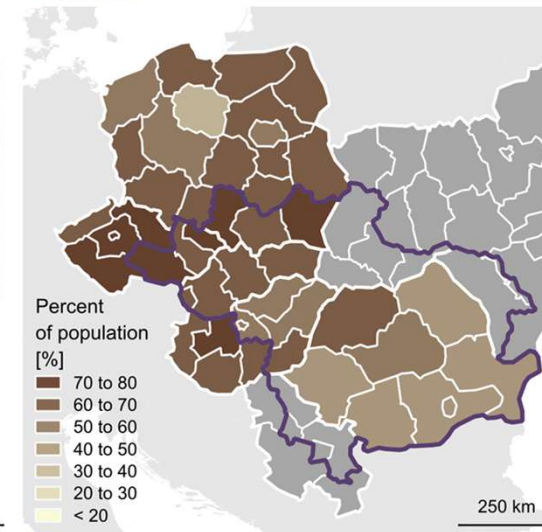 Percent
of population
[%]
70 to 80
60 to 70
50 to 60
40 to 50
30 to 40
20 to 30
< 20
250 km